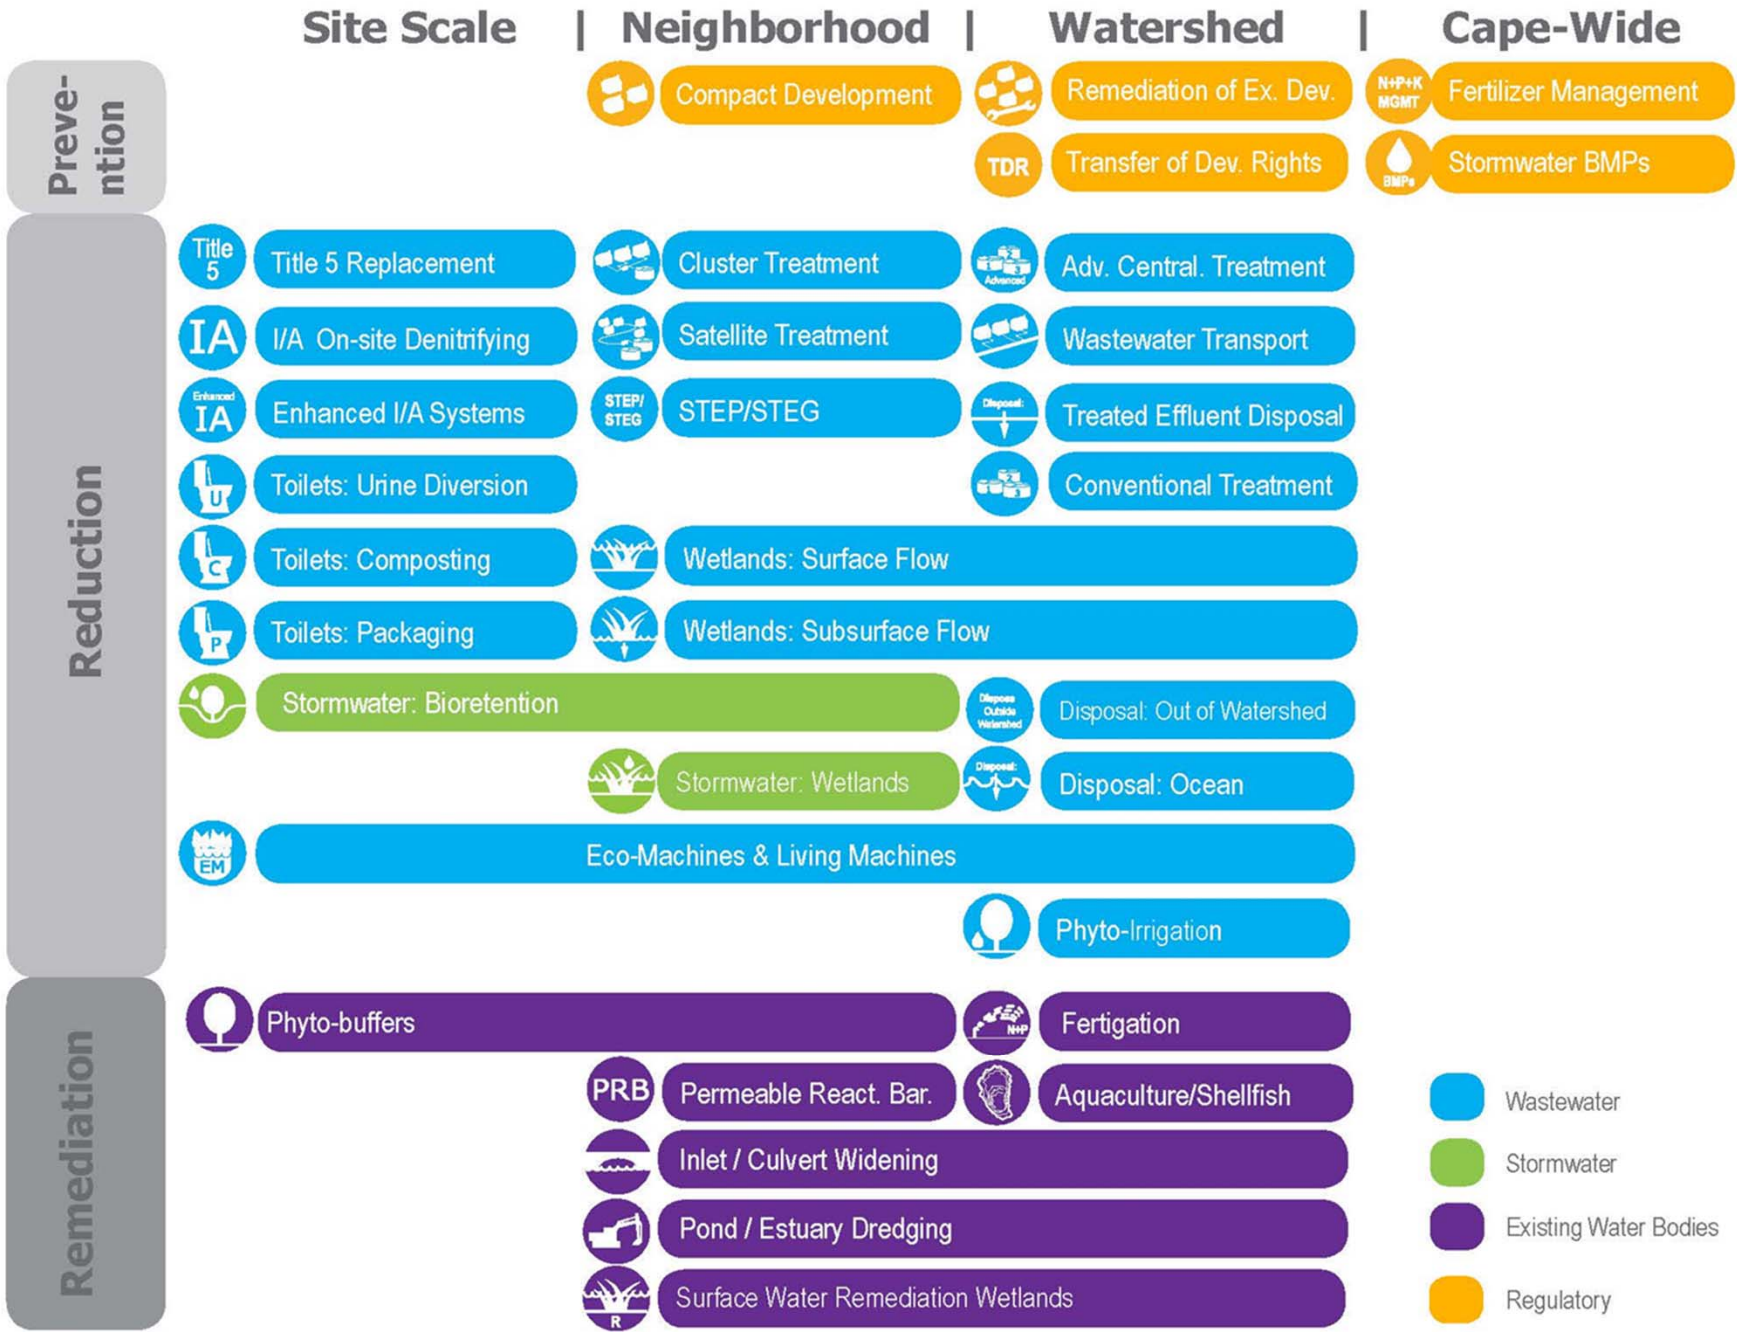 Site Scale | Neighborhood | Watershed | Cape-Wide
Preve-
ntion
Compact Development
Remediation of Ex. Dev.
N+P+K
MGMT
Fertilizer Management
TDR
Transfer of Dev. Rights
BMPs
Stormwater BMPs
Reduction
Title
5
Title 5 Replacement
Cluster Treatment
Advanced
Adv. Central. Treatment
IA
I/A On-site Denitrifying
Satellite Treatment
Wastewater Transport
Enhanced
IA
Enhanced I/A Systems
STEP/
STEG
STEP/STEG
Disposal:
Treated Effluent Disposal
U
Toilets: Urine Diversion
2
3
Conventional Treatment
C
Toilets: Composting
Wetlands: Surface Flow
P
Toilets: Packaging
Wetlands: Subsurface Flow
Stormwater: Bioretention
Dispose
Outside
Watershed
Disposal: Out of Watershed
Stormwater: Wetlands
Disposal:
Disposal: Ocean
EM
Eco-Machines & Living Machines
Phyto-Irrigation
Remediation
Phyto-buffers
N+P
Fertigation
PRB
Permeable React. Bar.
Aquaculture/Shellfish
Inlet / Culvert Widening
Pond / Estuary Dredging
R
Surface Water Remediation Wetlands
Wastewater
Stormwater
Existing Water Bodies
Regulatory